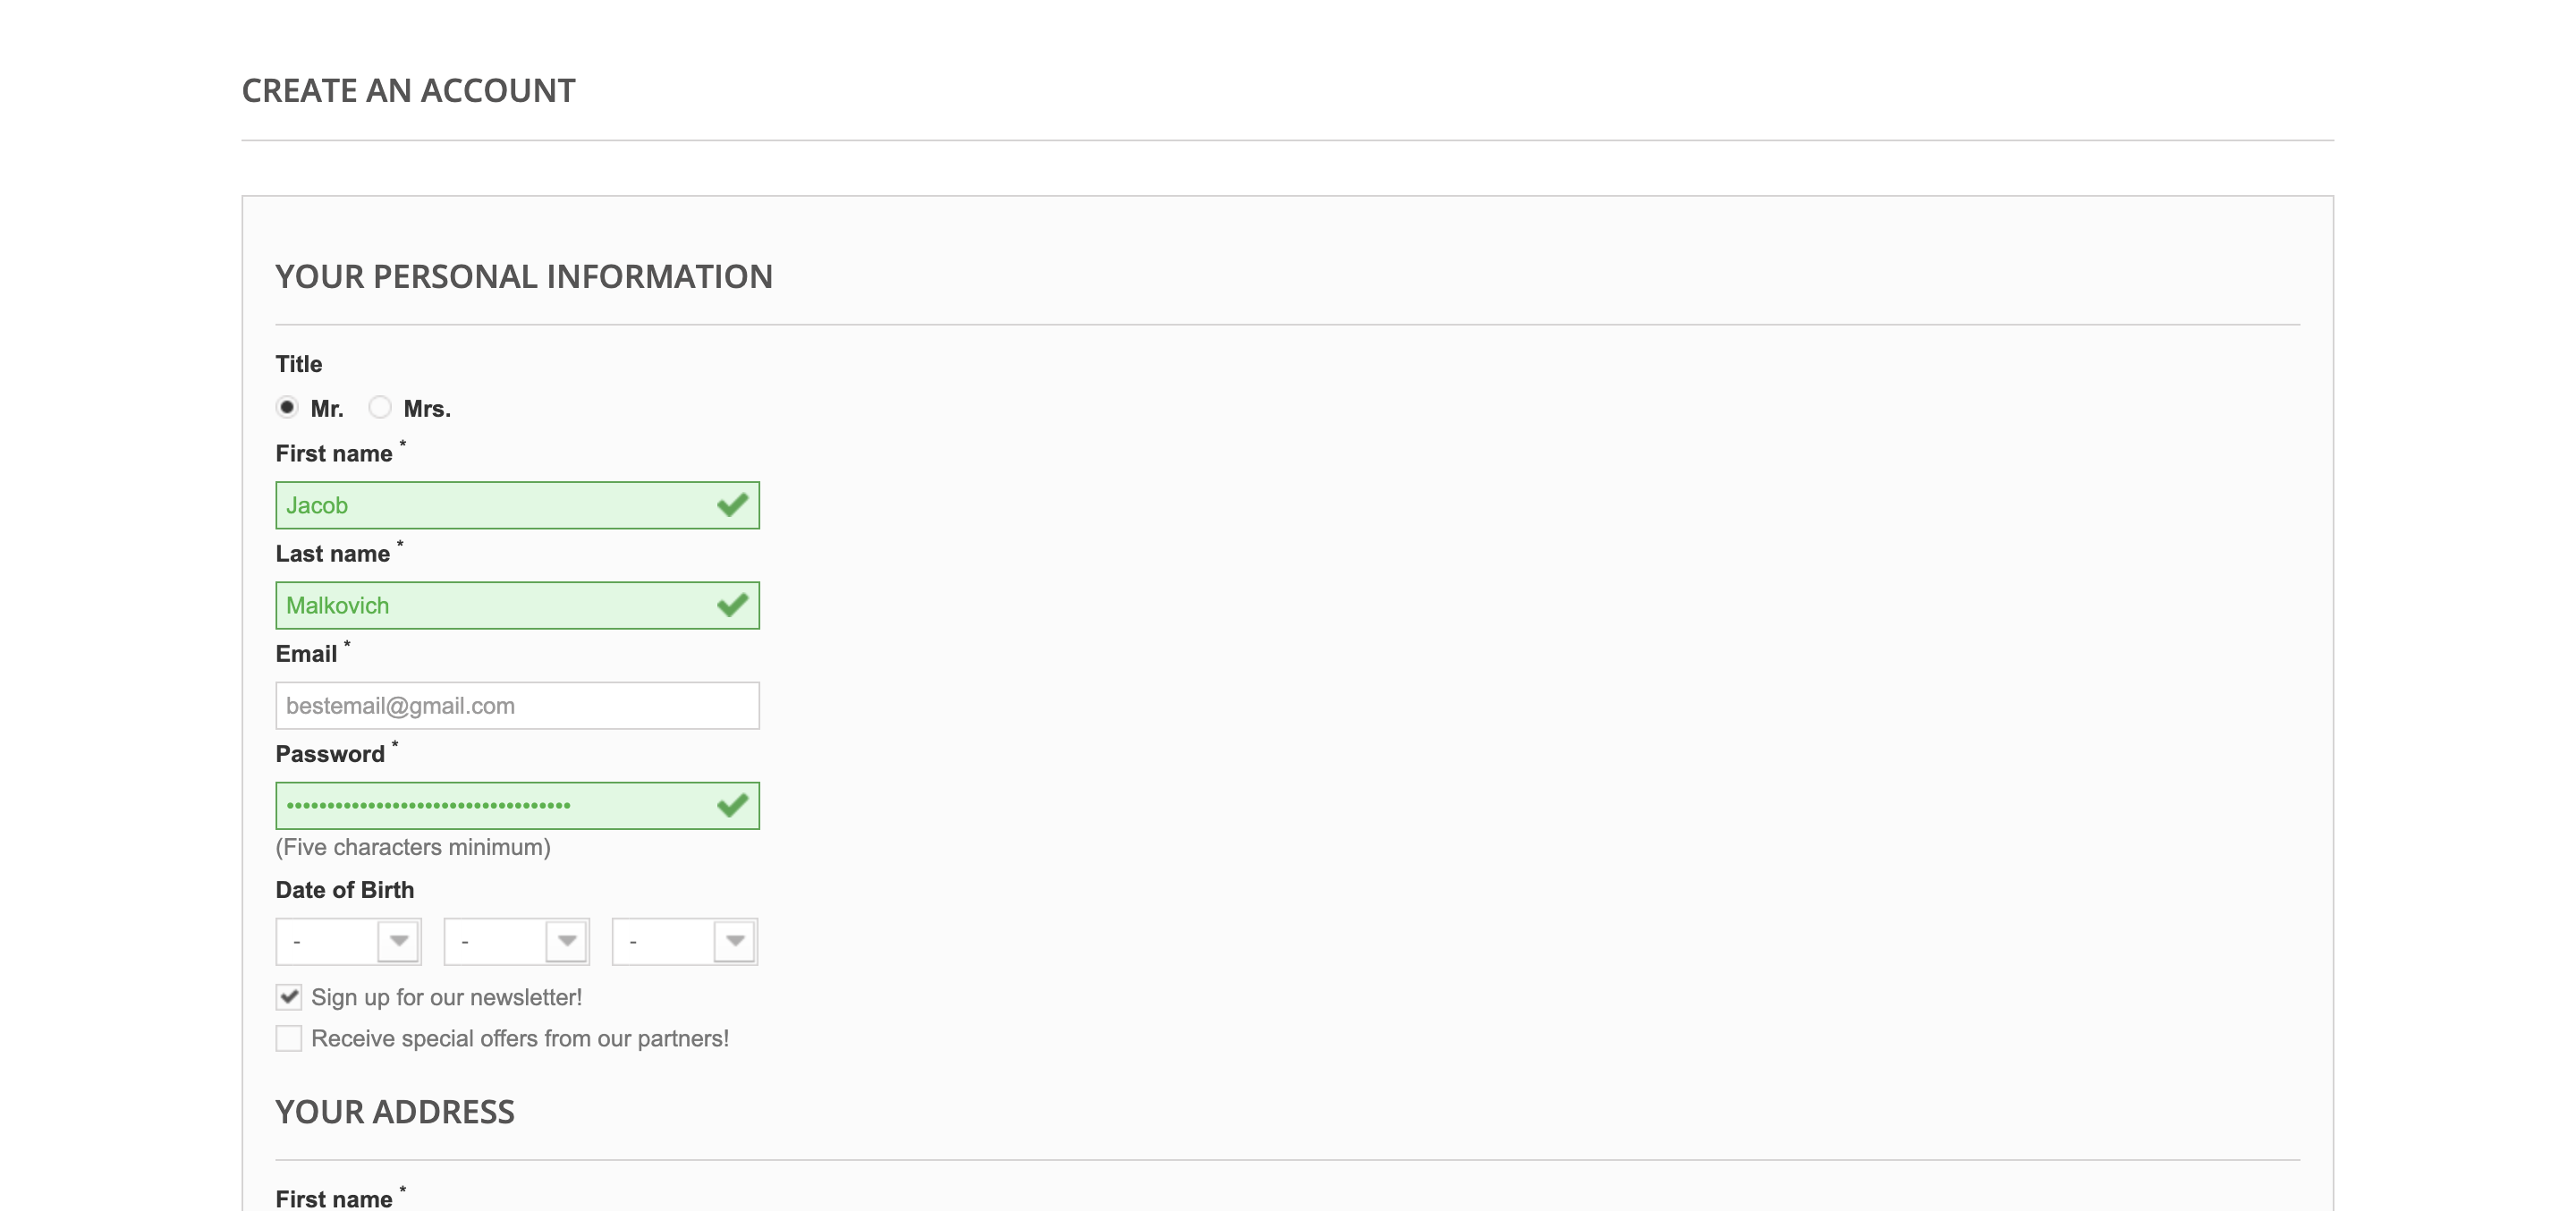 CREATE AN ACCOUNT
YOUR PERSONAL INFORMATION
Title
Mr. Mrs.
First name *
Jacob
Last name *
Malkovich
Email *
bestemail@gmail.com
Password *
•••••••••••••••••••••••••••••••••••
(Five characters minimum)
Date of Birth
- - -
Sign up for our newsletter!
Receive special offers from our partners!
YOUR ADDRESS
First name *